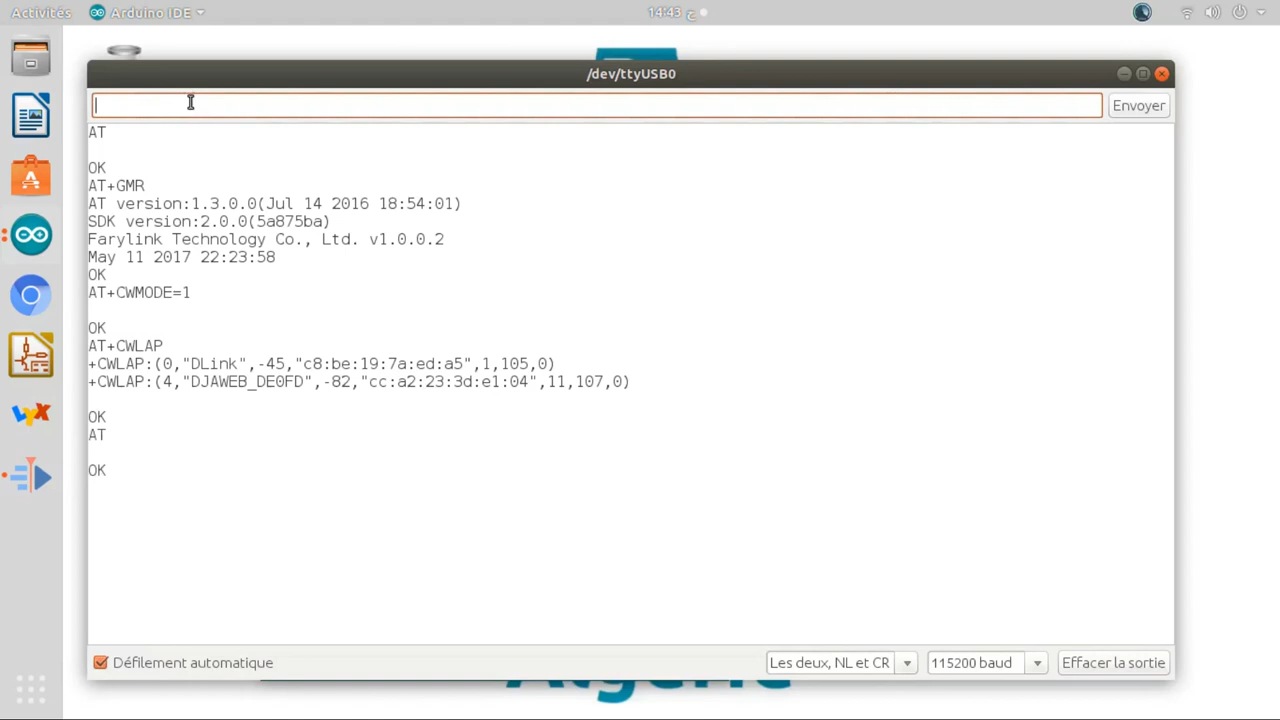 Activités Arduino IDE 14:43 ج
/dev/ttyUSB0
Envoyer
AT
OK
AT+GMR
AT version:1.3.0.0(Jul 14 2016 18:54:01)
SDK version:2.0.0(5a875ba)
Farylink Technology Co., Ltd. v1.0.0.2
May 11 2017 22:23:58
OK
AT+CWMODE=1
OK
AT+CWLAP
+CWLAP:(0,"DLink",-45,"c8:be:19:7a:ed:a5",1,105,0)
+CWLAP:(4,"DJAWEB_DE0FD",-82,"cc:a2:23:3d:e1:04",11,107,0)
OK
AT
OK
Défilement automatique Les deux, NL et CR 115200 baud Effacer la sortie